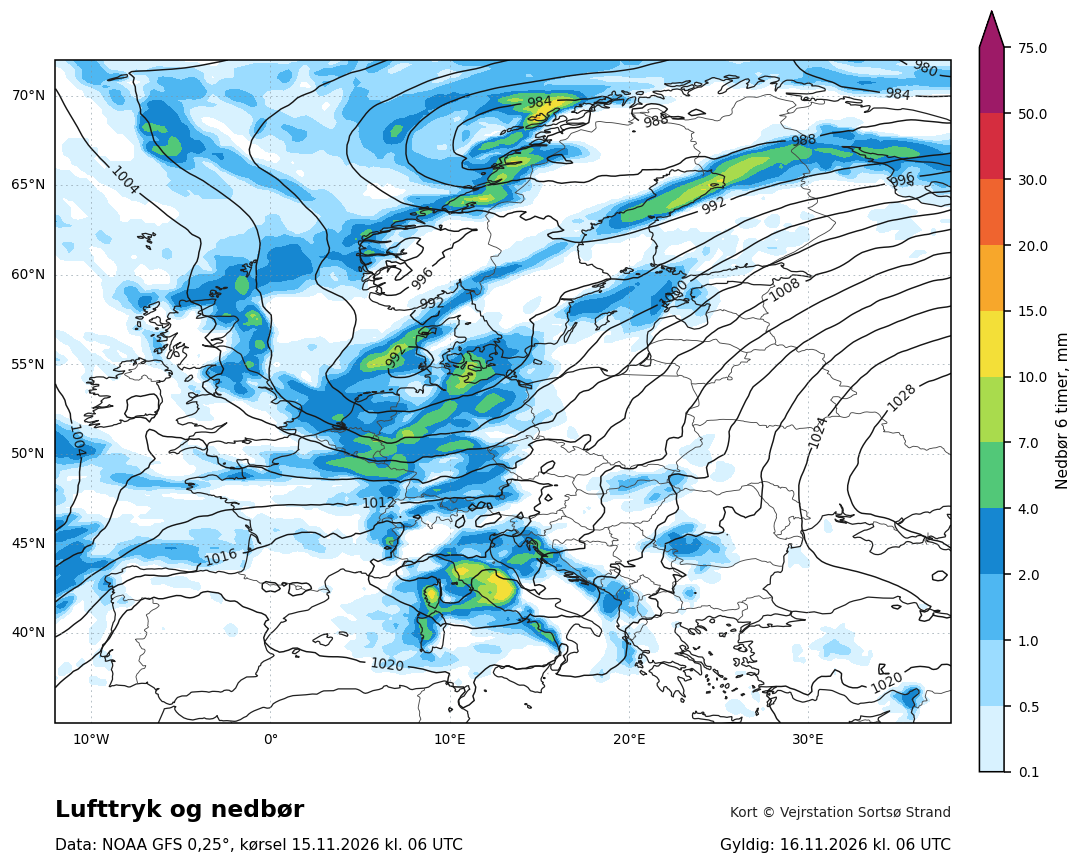 75.0
50.0
30.0
20.0
15.0
10.0
7.0
4.0
2.0
1.0
0.5
0.1
Nedbør 6 timer, mm
70°N
65°N
60°N
55°N
50°N
45°N
40°N
10°W
0°
10°E
20°E
30°E
980
984
984
988
988
996
992
1004
996
992
1000
1008
992
1028
1024
1004
1012
1016
1020
1020
Lufttryk og nedbør
Kort © Vejrstation Sortsø Strand
Data: NOAA GFS 0,25°, kørsel 15.11.2026 kl. 06 UTC
Gyldig: 16.11.2026 kl. 06 UTC